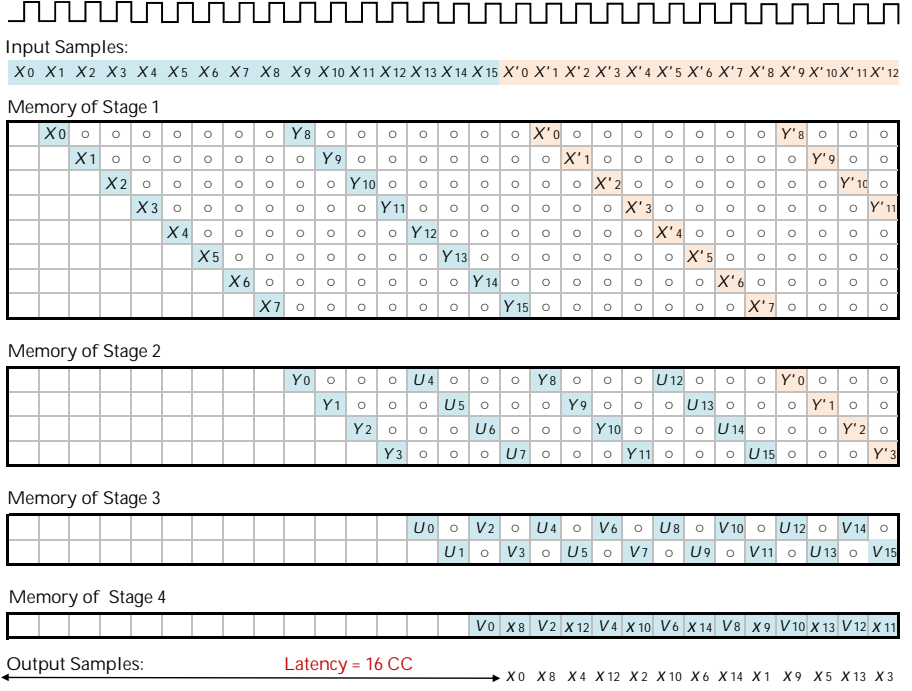 Input Samples:
X0 X1 X2 X3 X4 X5 X6 X7 X8 X9 X10 X11 X12 X13 X14 X15 X'0 X'1 X'2 X'3 X'4 X'5 X'6 X'7 X'8 X'9 X'10 X'11 X'12
Memory of Stage 1
X0 Y8 X'0 Y'8
X1 Y9 X'1 Y'9
X2 Y10 X'2 Y'10
X3 Y11 X'3 Y'11
X4 Y12 X'4
X5 Y13 X'5
X6 Y14 X'6
X7 Y15 X'7
Memory of Stage 2
Y0 U4 Y8 U12 Y'0
Y1 U5 Y9 U13 Y'1
Y2 U6 Y10 U14 Y'2
Y3 U7 Y11 U15 Y'3
Memory of Stage 3
U0 V2 U4 V6 U8 V10 U12 V14
U1 V3 U5 V7 U9 V11 U13 V15
Memory of Stage 4
V0 x8 V2 x12 V4 x10 V6 x14 V8 x9 V10 x13 V12 x11
Output Samples: Latency = 16 CC
X0 X8 X4 X12 X2 X10 X6 X14 X1 X9 X5 X13 X3